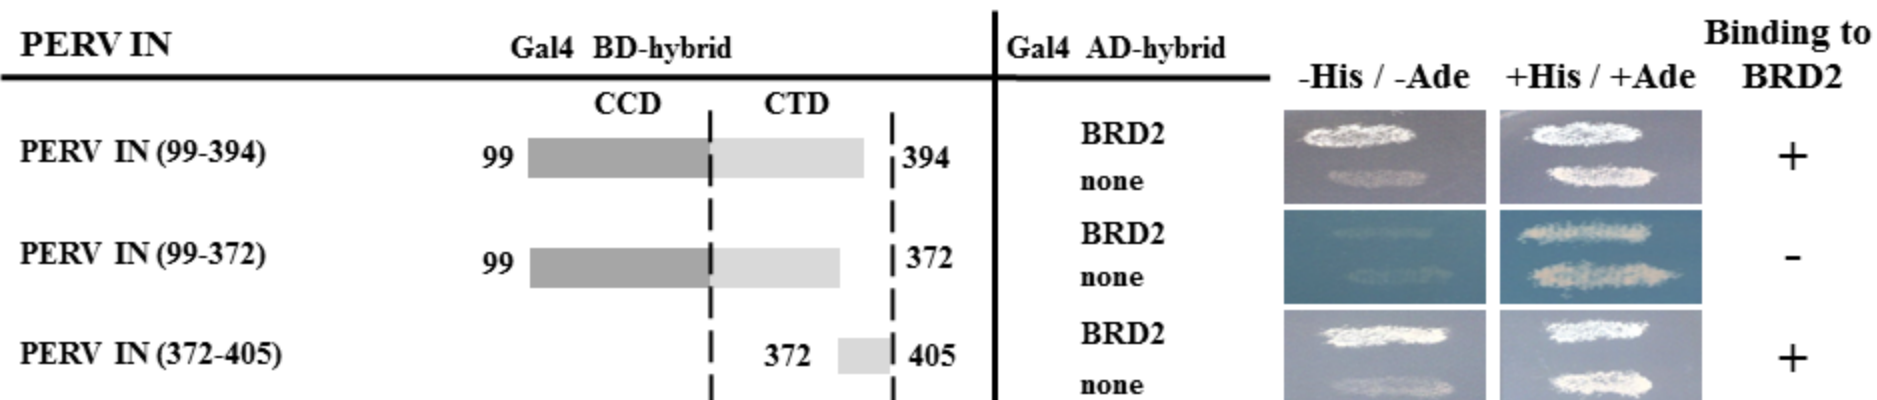 PERV IN Gal4 BD-hybrid Gal4 AD-hybrid -His / -Ade +His / +Ade Binding to BRD2
CCD CTD
PERV IN (99-394) 99 394 BRD2 +
none
PERV IN (99-372) 99 372 BRD2 -
none
PERV IN (372-405) 372 405 BRD2 +
none